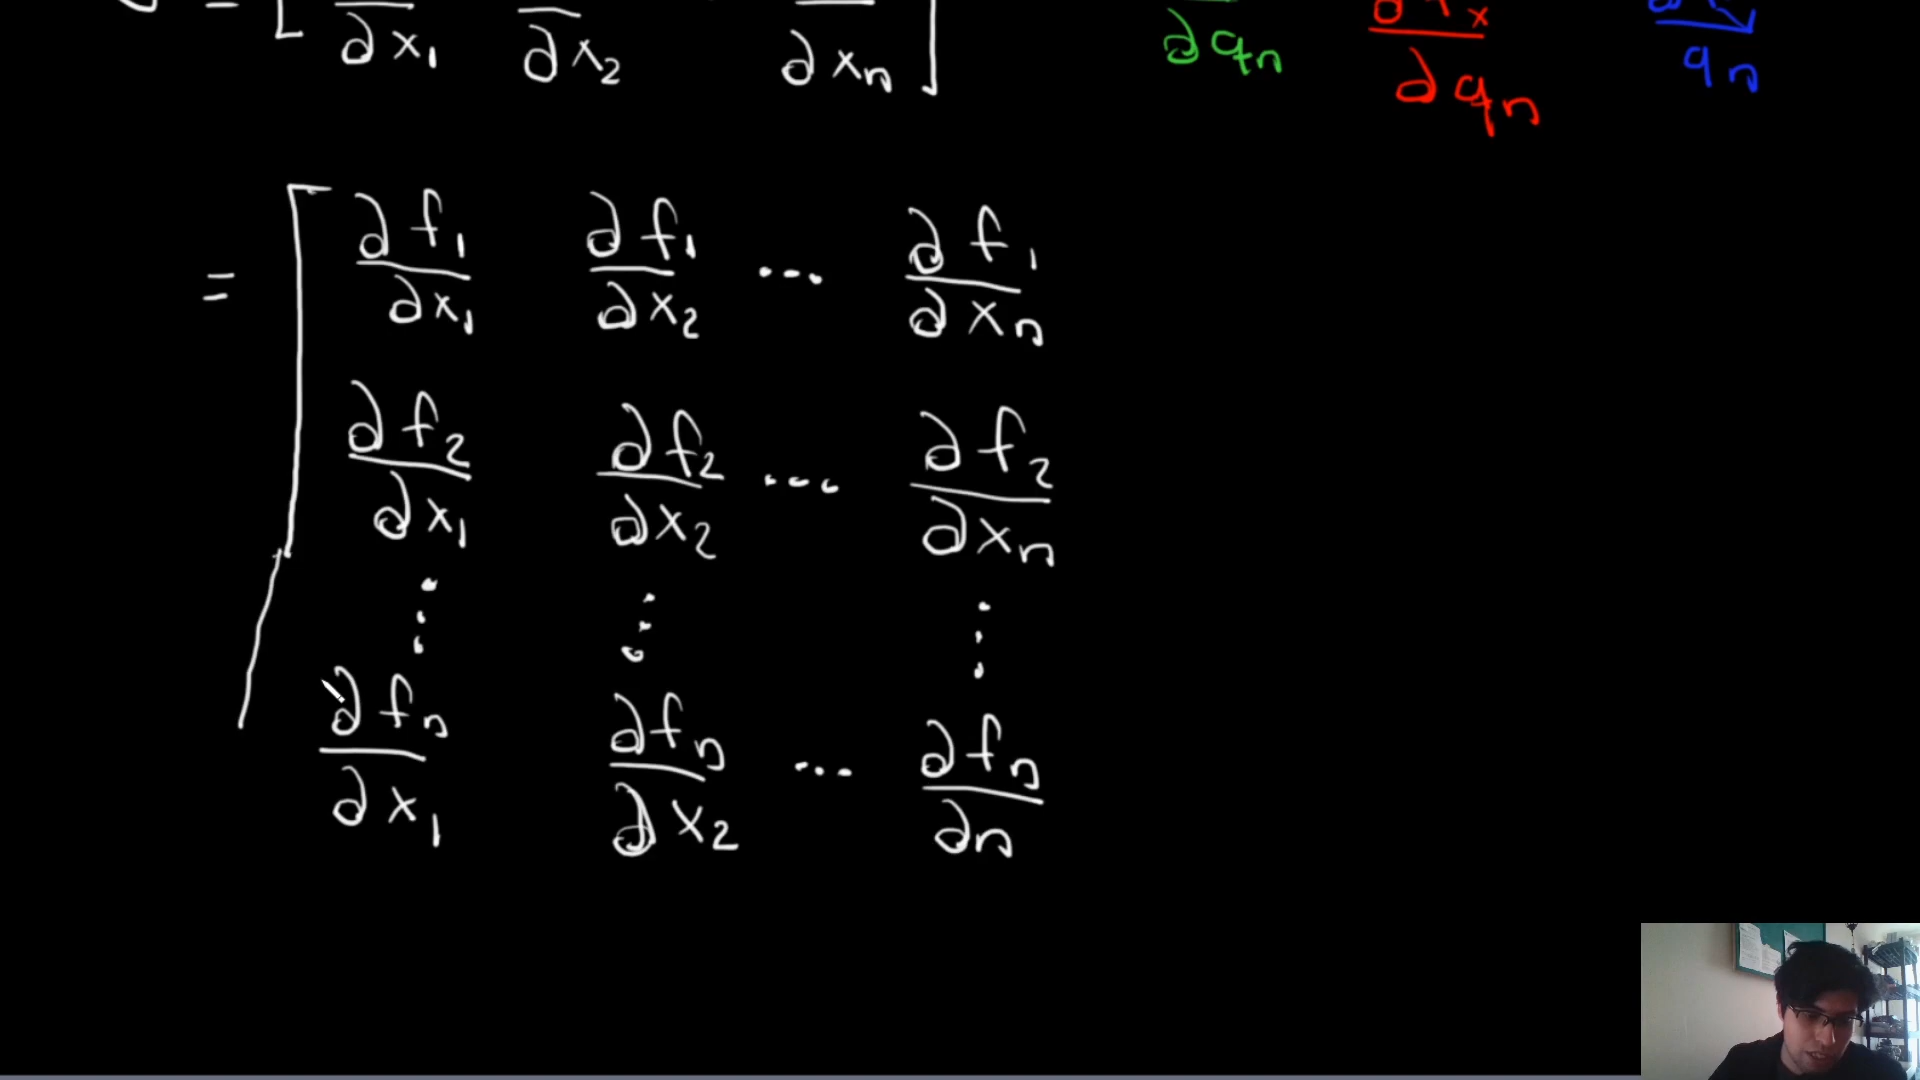 = [ ∂x₁ ∂x₂ ∂xₙ ]
∂qₙ ∂qₙ qₙ
= [ ∂f₁/∂x₁ ∂f₁/∂x₂ ... ∂f₁/∂xₙ
∂f₂/∂x₁ ∂f₂/∂x₂ ... ∂f₂/∂xₙ
⋮ ⋮ ⋮
∂fₙ/∂x₁ ∂fₙ/∂x₂ ... ∂fₙ/∂n